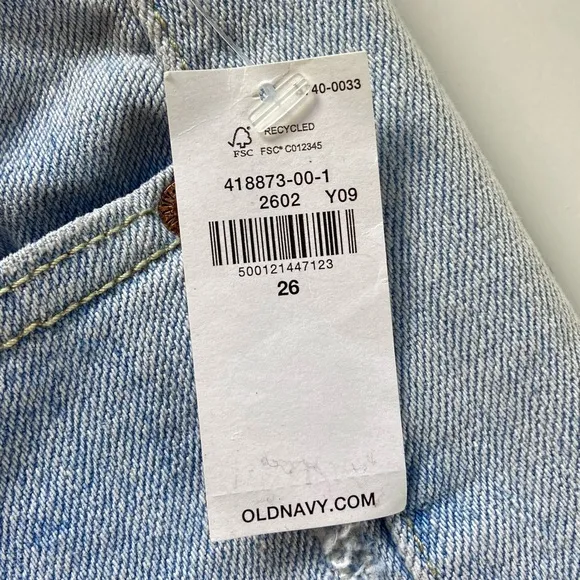 40-0033
RECYCLED
FSC
FSC® C012345
418873-00-1
2602 Y09
500121447123
26
OLDNAVY.COM